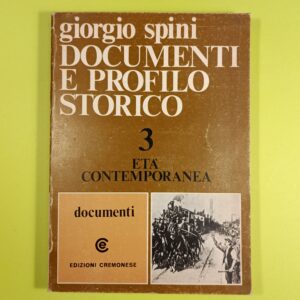 giorgio spini
DOCUMENTI
E PROFILO
STORICO
3
ETÀ
CONTEMPORANEA
documenti
EDIZIONI CREMONESE